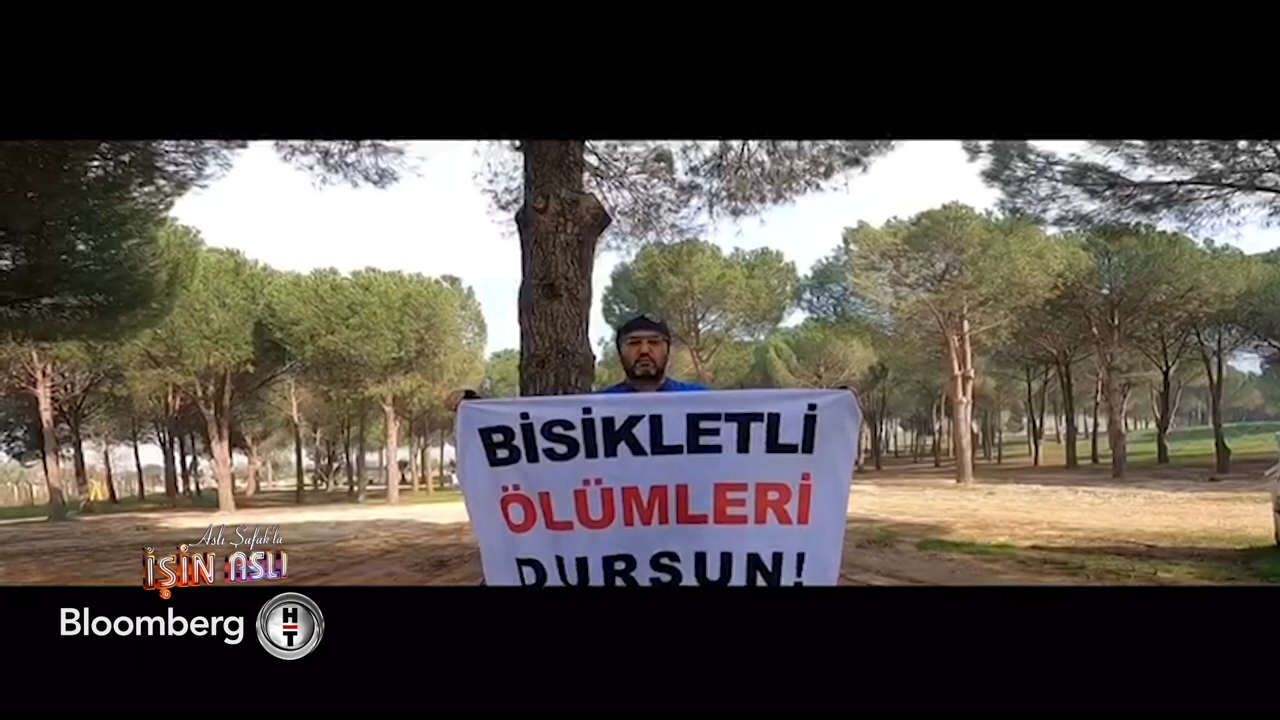 BİSİKLETLİ
ÖLÜMLERİ
DURSUN!
Aslı Şafak'la
İŞİN ASLI
Bloomberg HT